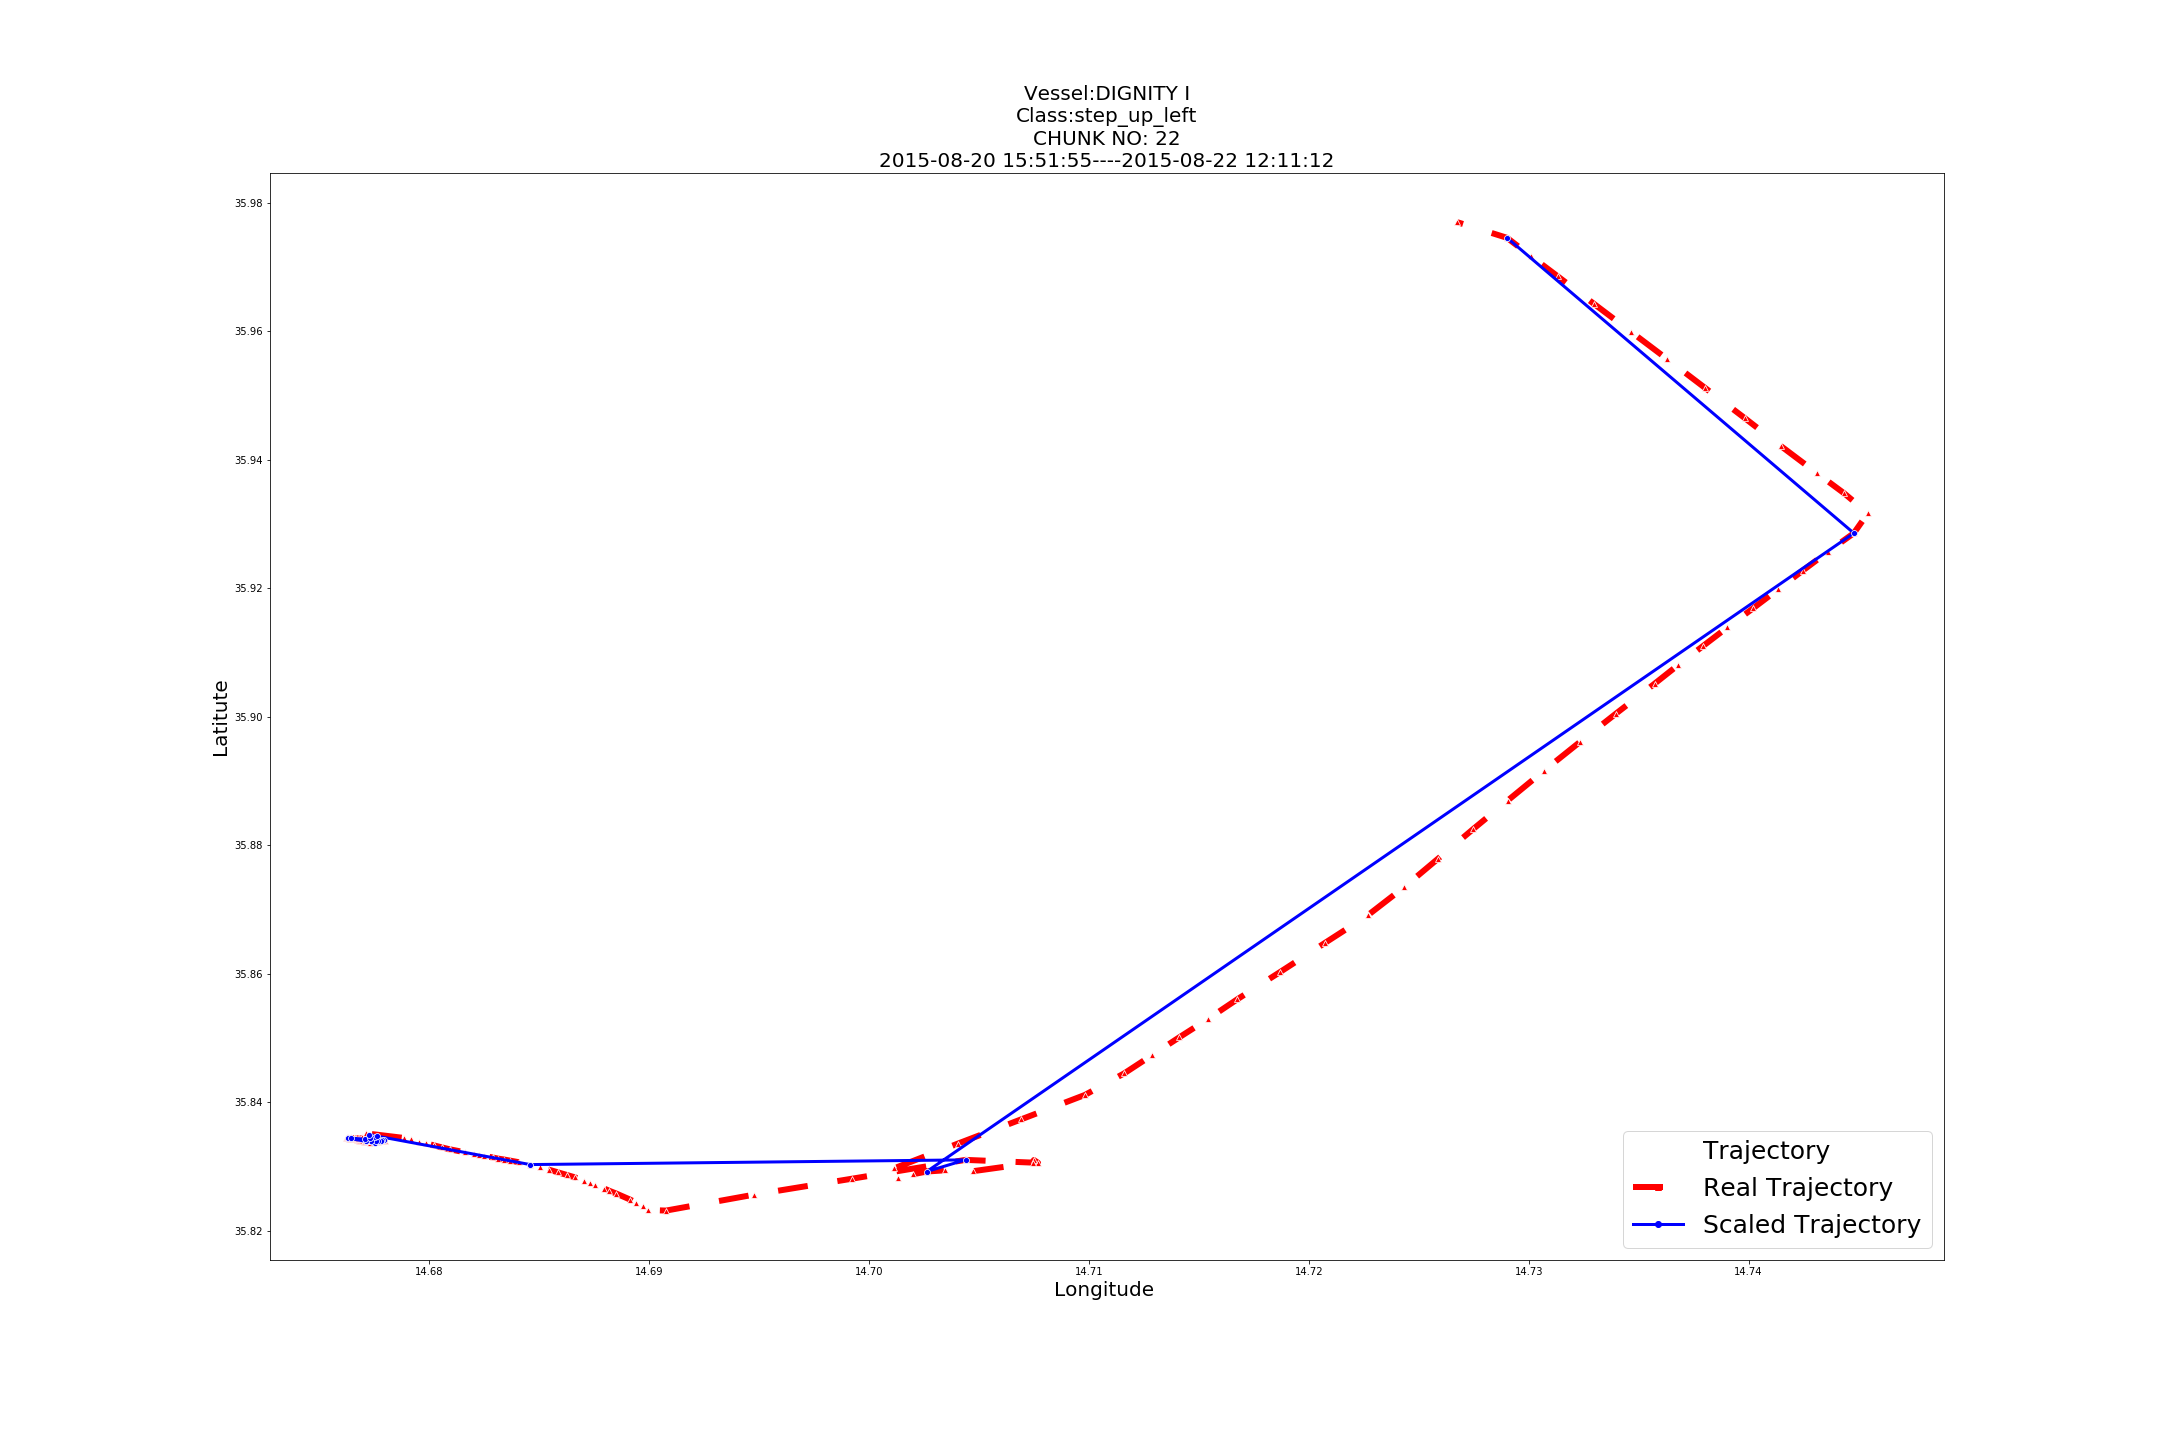 Vessel:DIGNITY I
Class:step_up_left
CHUNK NO: 22
2015-08-20 15:51:55----2015-08-22 12:11:12
35.98
35.96
35.94
35.92
35.90
35.88
35.86
35.84
35.82
Latitute
14.68
14.69
14.70
14.71
14.72
14.73
14.74
Longitude
Trajectory
Real Trajectory
Scaled Trajectory